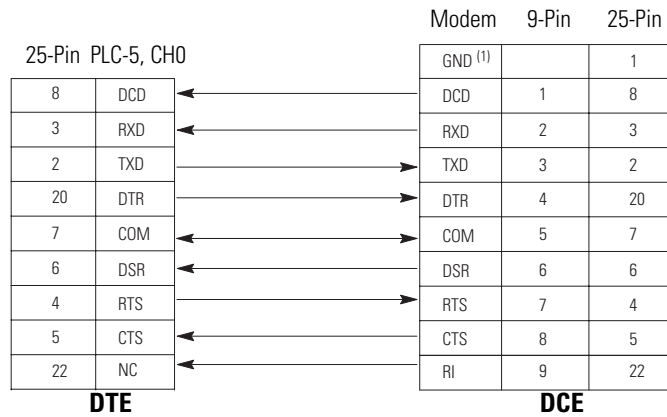 Modem 9-Pin 25-Pin
25-Pin PLC-5, CH0
GND (1) 1
8 DCD DCD 1 8
3 RXD RXD 2 3
2 TXD TXD 3 2
20 DTR DTR 4 20
7 COM COM 5 7
6 DSR DSR 6 6
4 RTS RTS 7 4
5 CTS CTS 8 5
22 NC RI 9 22
DTE DCE